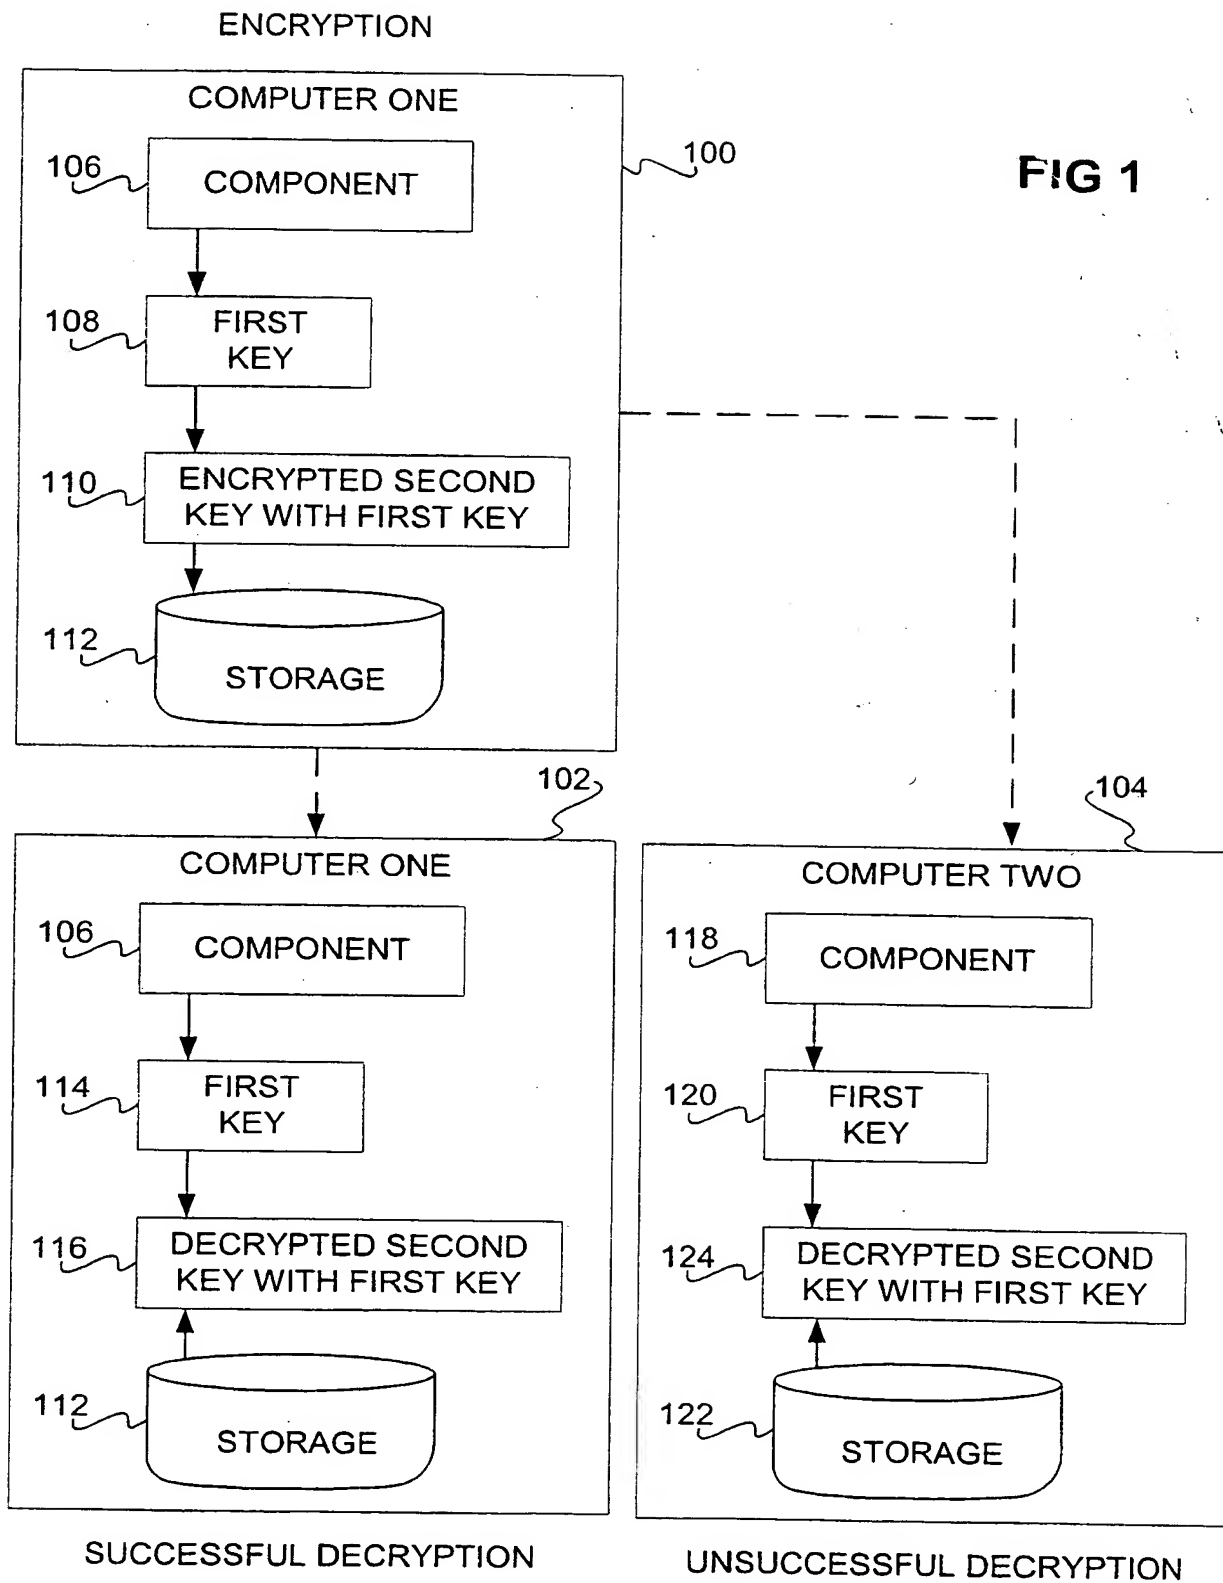 ENCRYPTION
COMPUTER ONE
106
COMPONENT
100
FIG 1
108
FIRST
KEY
110
ENCRYPTED SECOND
KEY WITH FIRST KEY
112
STORAGE
102
104
COMPUTER ONE
106
COMPONENT
114
FIRST
KEY
116
DECRYPTED SECOND
KEY WITH FIRST KEY
112
STORAGE
SUCCESSFUL DECRYPTION
COMPUTER TWO
118
COMPONENT
120
FIRST
KEY
124
DECRYPTED SECOND
KEY WITH FIRST KEY
122
STORAGE
UNSUCCESSFUL DECRYPTION